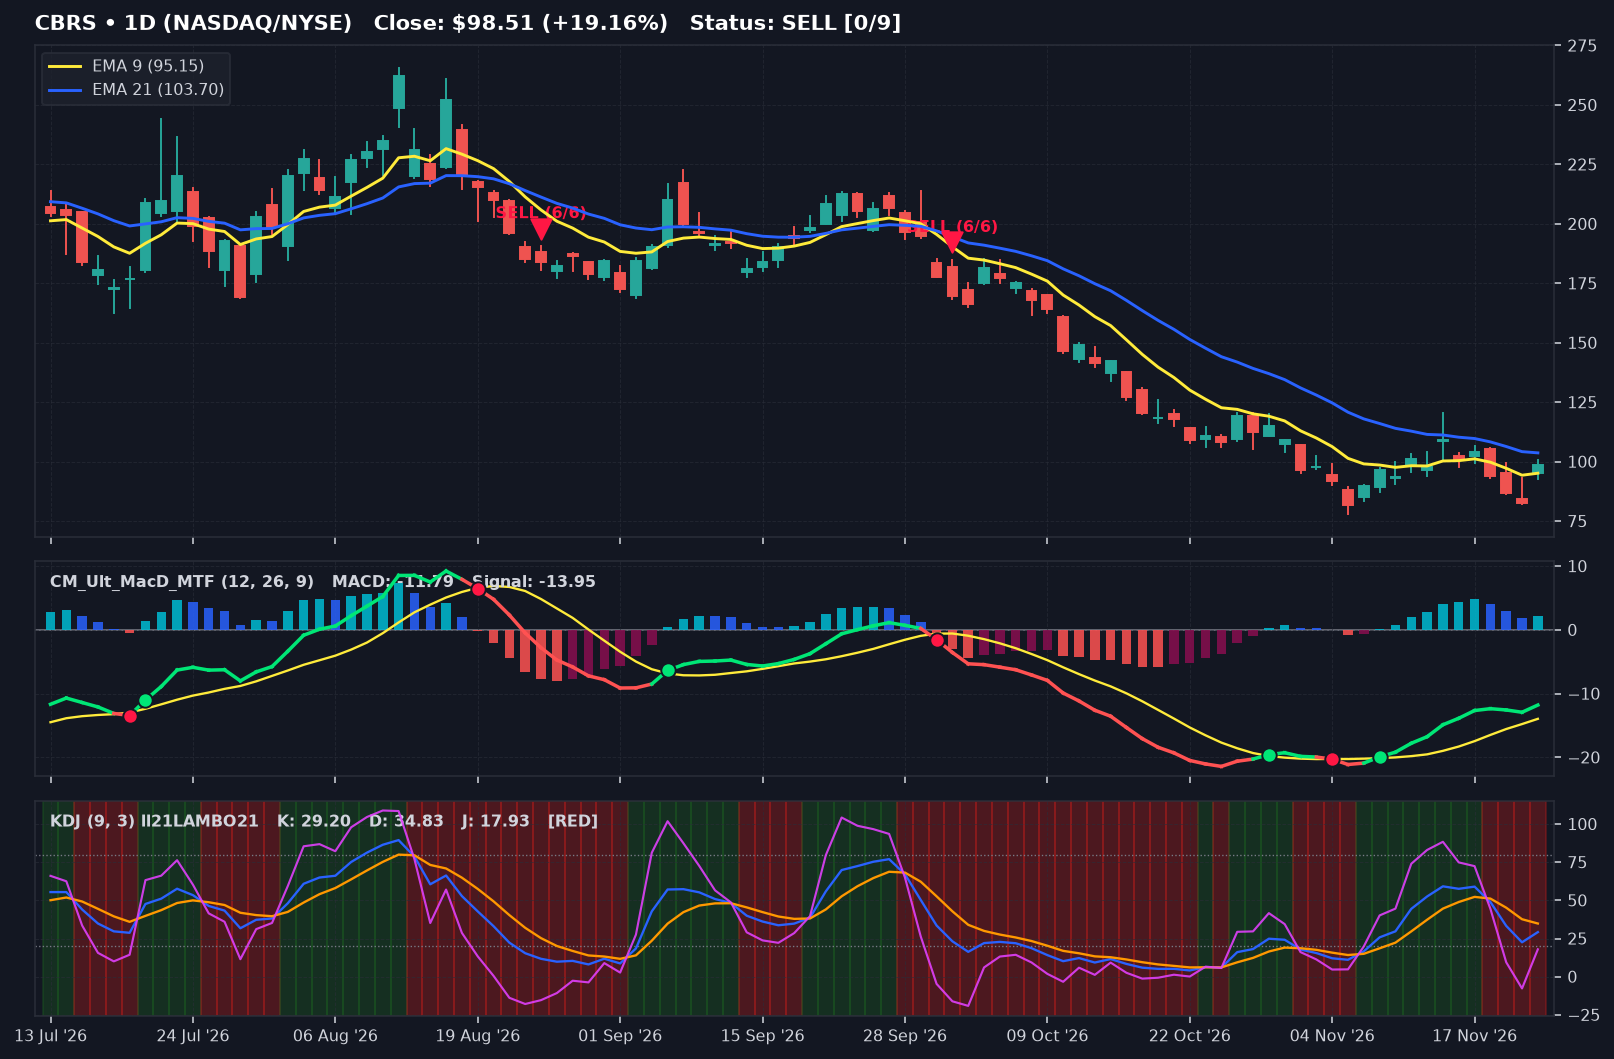 CBRS • 1D (NASDAQ/NYSE)   Close: $98.51 (+19.16%)   Status: SELL [0/9]
EMA 9 (95.15)
EMA 21 (103.70)
275
250
225
200
175
150
125
100
75
SELL (6/6)
SELL (6/6)
CM_Ult_MacD_MTF (12, 26, 9)   MACD: -11.79   Signal: -13.95
10
0
−10
−20
KDJ (9, 3) ll21LAMBO21   K: 29.20   D: 34.83   J: 17.93   [RED]
100
75
50
25
0
−25
13 Jul '26
24 Jul '26
06 Aug '26
19 Aug '26
01 Sep '26
15 Sep '26
28 Sep '26
09 Oct '26
22 Oct '26
04 Nov '26
17 Nov '26